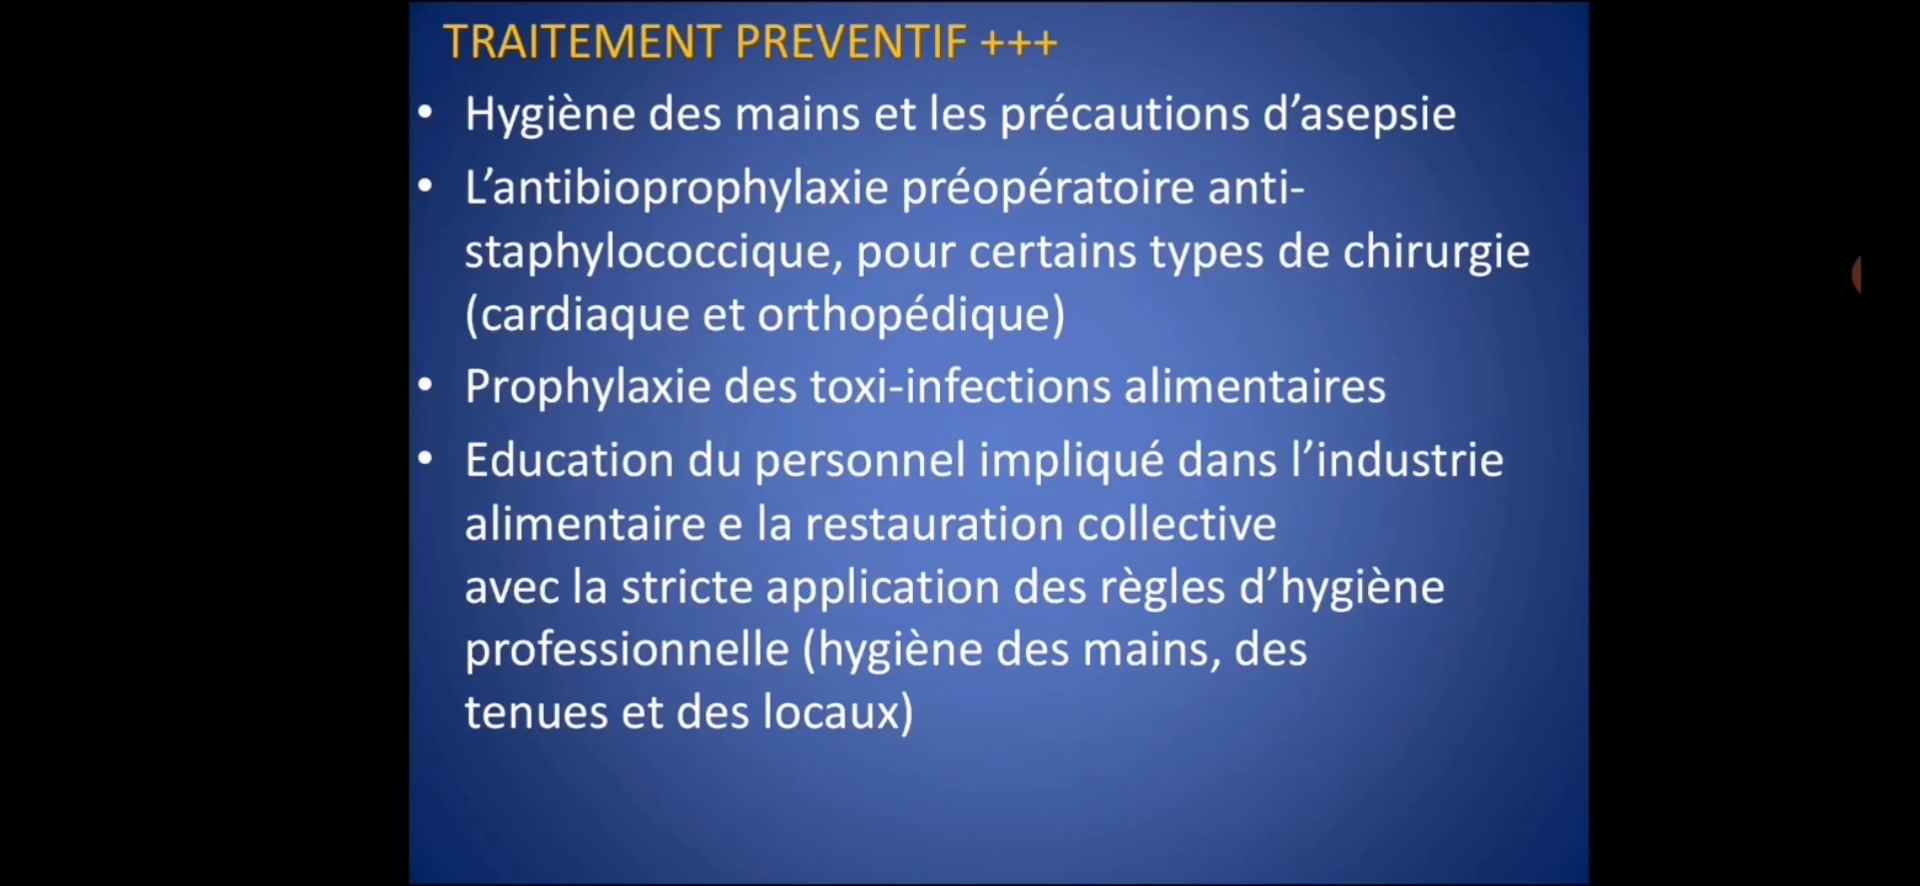 TRAITEMENT PREVENTIF +++
• Hygiène des mains et les précautions d’asepsie
• L’antibioprophylaxie préopératoire anti-
staphylococcique, pour certains types de chirurgie
(cardiaque et orthopédique)
• Prophylaxie des toxi-infections alimentaires
• Education du personnel impliqué dans l’industrie
alimentaire e la restauration collective
avec la stricte application des règles d’hygiène
professionnelle (hygiène des mains, des
tenues et des locaux)